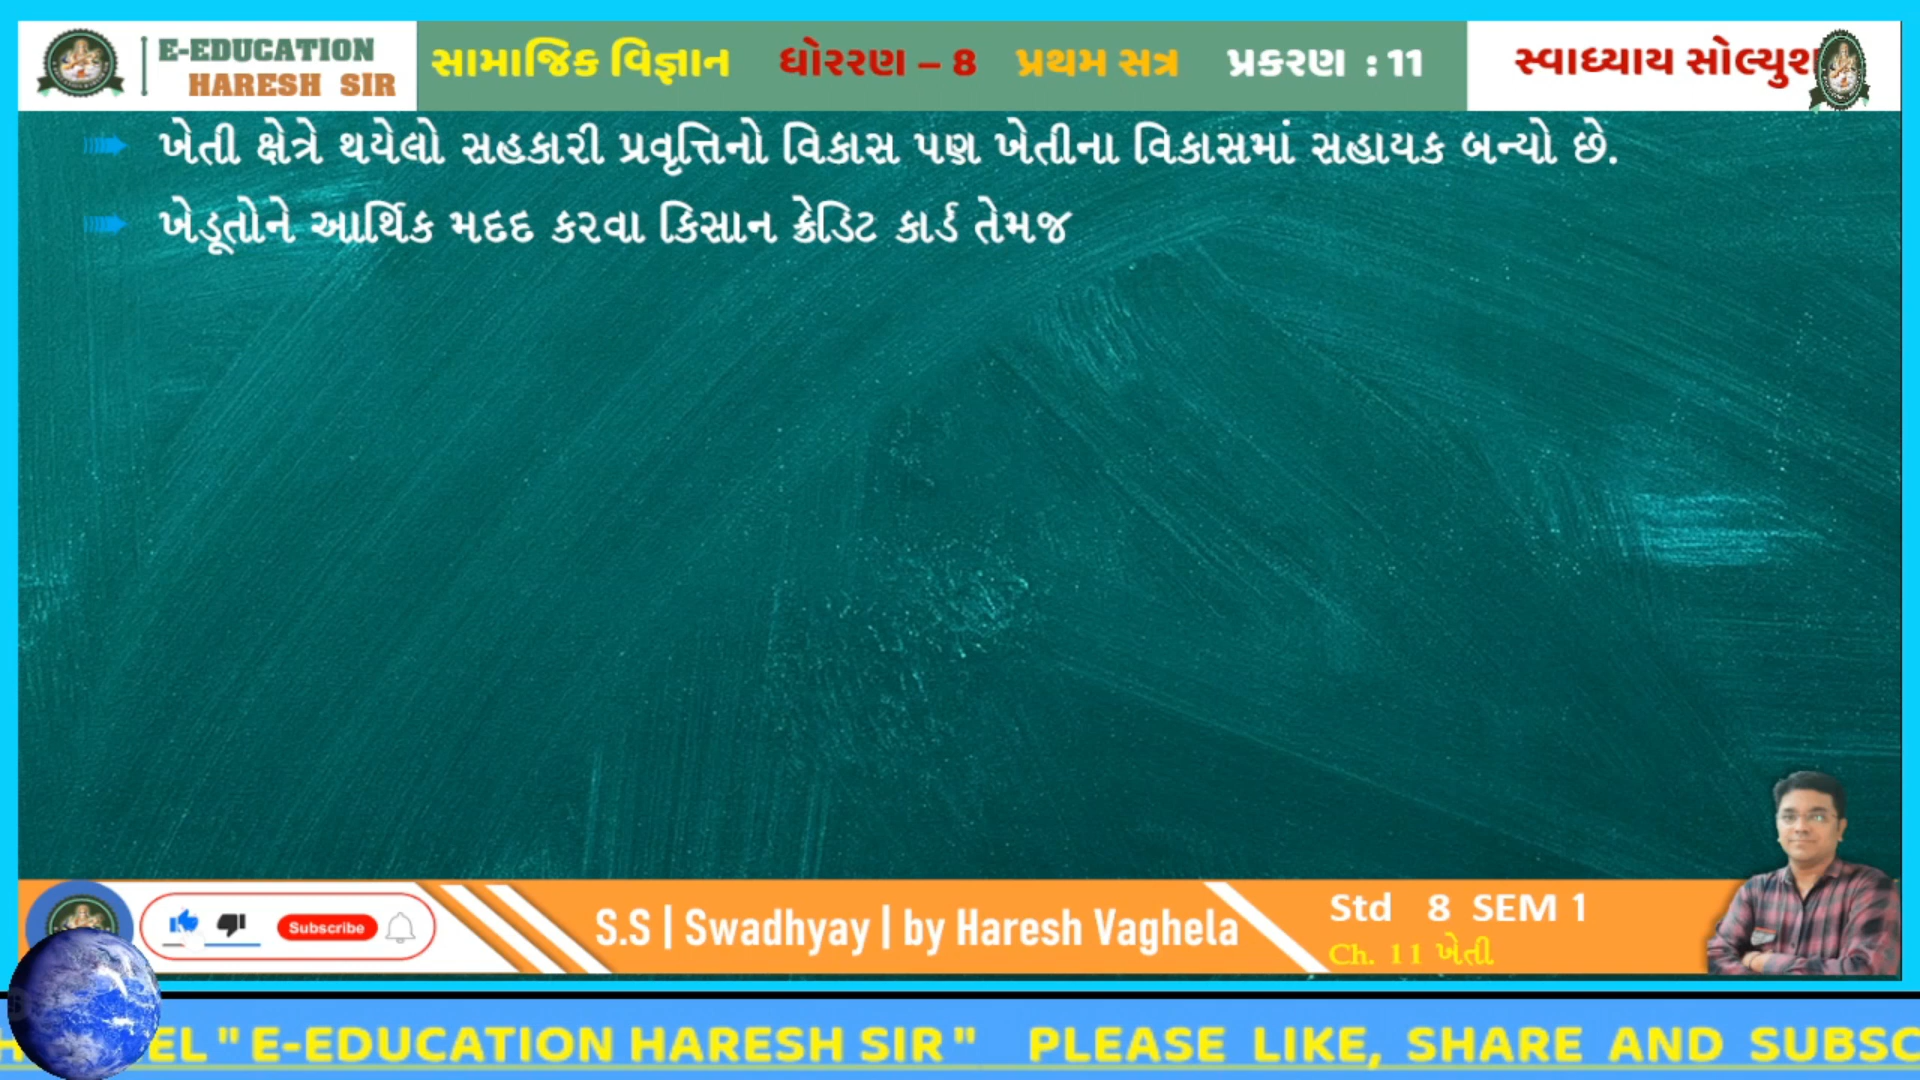 E-EDUCATION
HARESH SIR
સામાજિક વિજ્ઞાન ધોરરણ – 8 પ્રથમ સત્ર પ્રકરણ : 11
સ્વાધ્યાય સોલ્યુશ
ખેતી ક્ષેત્રે થયેલો સહકારી પ્રવૃત્તિનો વિકાસ પણ ખેતીના વિકાસમાં સહાયક બન્યો છે.
ખેડૂતોને આર્થિક મદદ કરવા કિસાન ક્રેડિટ કાર્ડ તેમજ
Subscribe
S.S | Swadhyay | by Haresh Vaghela
Std 8 SEM 1
Ch. 11 ખેતી
EL " E-EDUCATION HARESH SIR " PLEASE LIKE, SHARE AND SUBSC